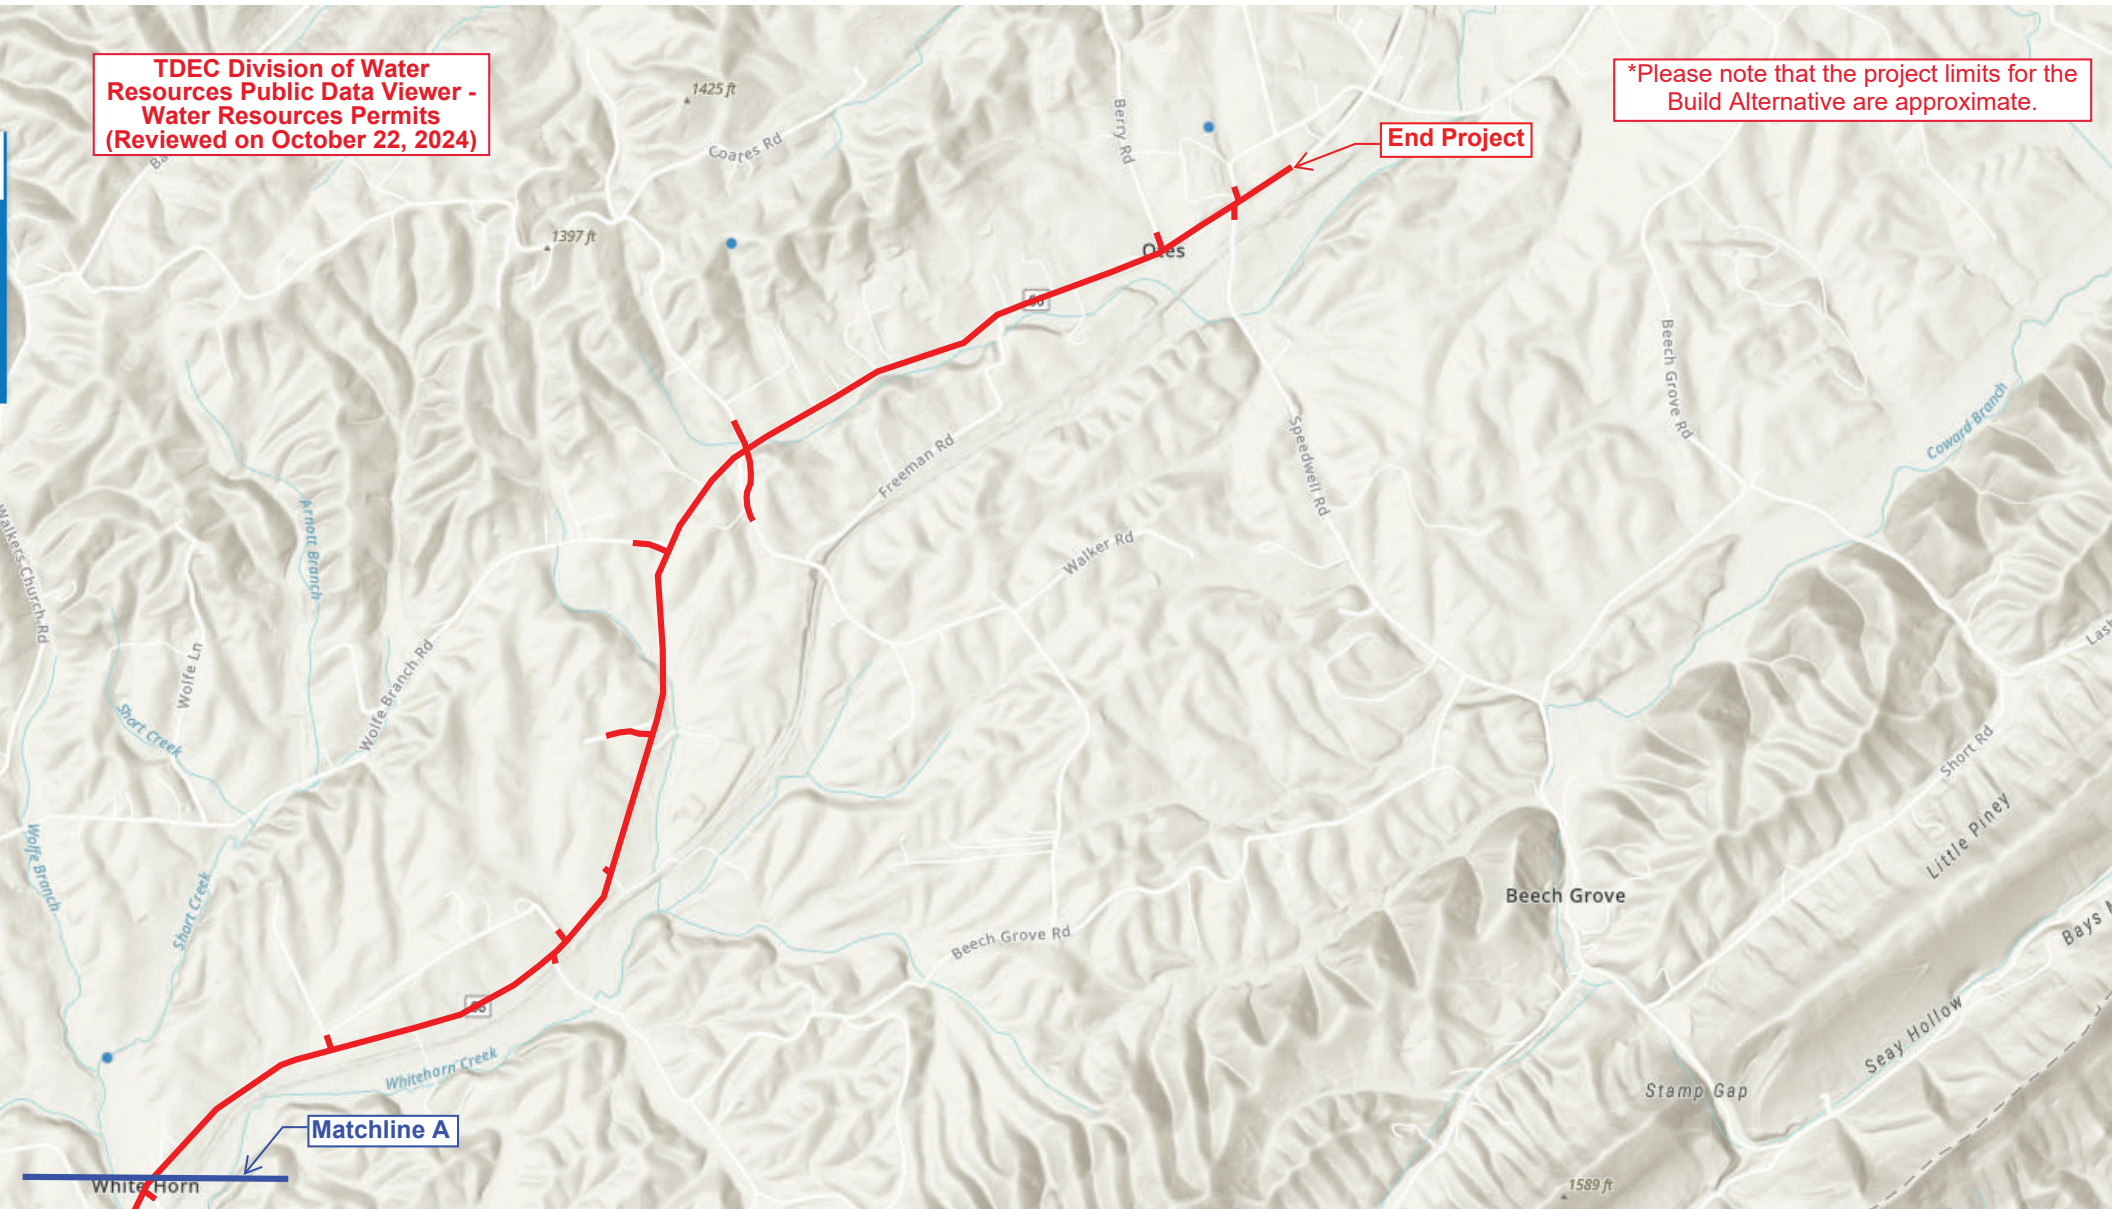 TDEC Division of Water
Resources Public Data Viewer -
Water Resources Permits
(Reviewed on October 22, 2024)
*Please note that the project limits for the
Build Alternative are approximate.
End Project
1425 ft
Coares Rd
Berry Rd
1397 ft
Beech Grove Rd
Coward Branch
Speedwell Rd
Freeman Rd
Walker Rd
Arnott Branch
Walkers Church Rd
Wolfe Ln
Wolfe Branch Rd
Short Creek
Short Rd
Little Piney
Wolfe Branch
Short Creek
Beech Grove
Beech Grove Rd
Bays
Seay Hollow
Whitehorn Creek
Stamp Gap
Matchline A
White Horn
1589 ft